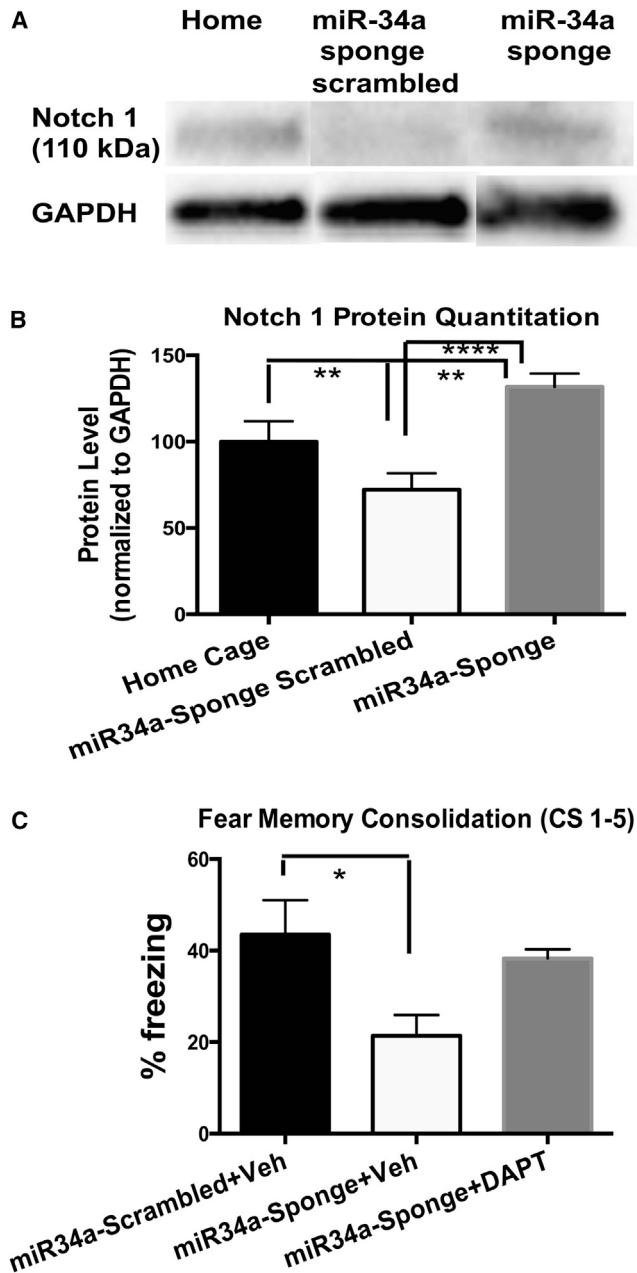 A
Home
miR-34a
sponge
scrambled
miR-34a
sponge
Notch 1
(110 kDa)
GAPDH
B
Notch 1 Protein Quantitation
Protein Level
(normalized to GAPDH)
150
100
50
0
**
****
**
Home Cage
miR34a-Sponge Scrambled
miR34a-Sponge
C
Fear Memory Consolidation (CS 1-5)
% freezing
60
40
20
0
*
miR34a-Scrambled+Veh
miR34a-Sponge+Veh
miR34a-Sponge+DAPT